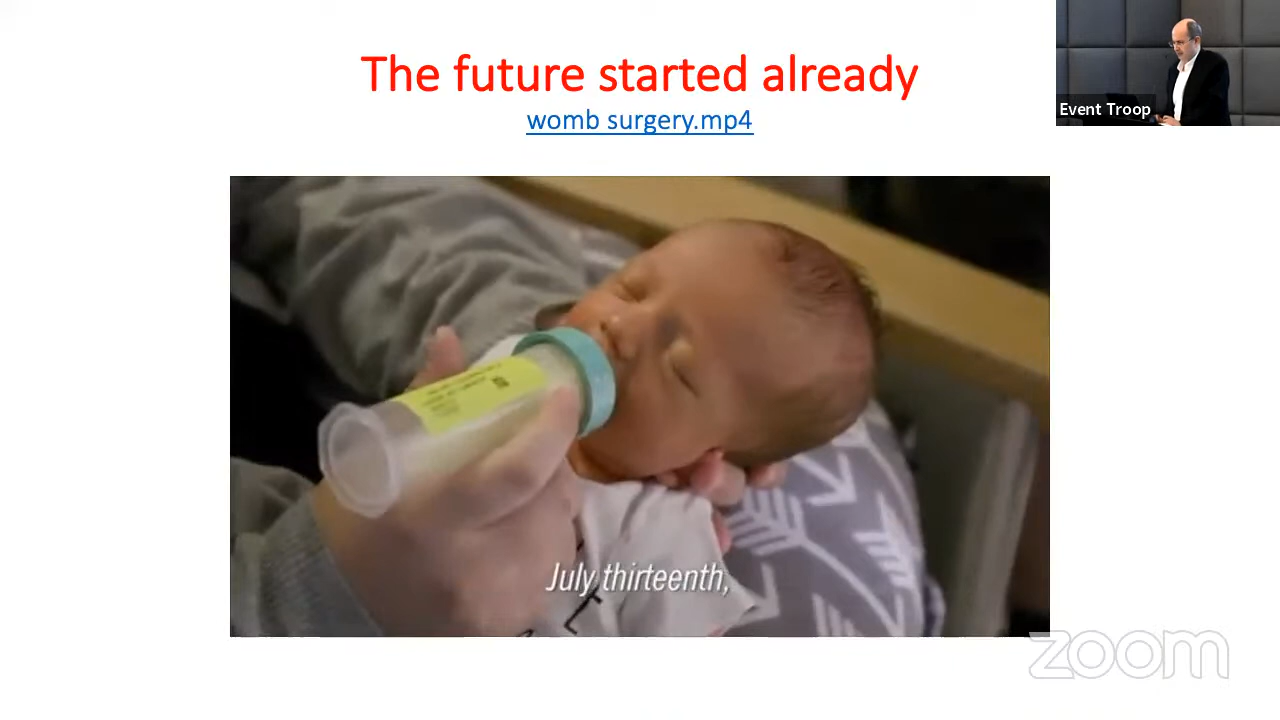 The future started already
womb surgery.mp4
Event Troop
July thirteenth,
zoom